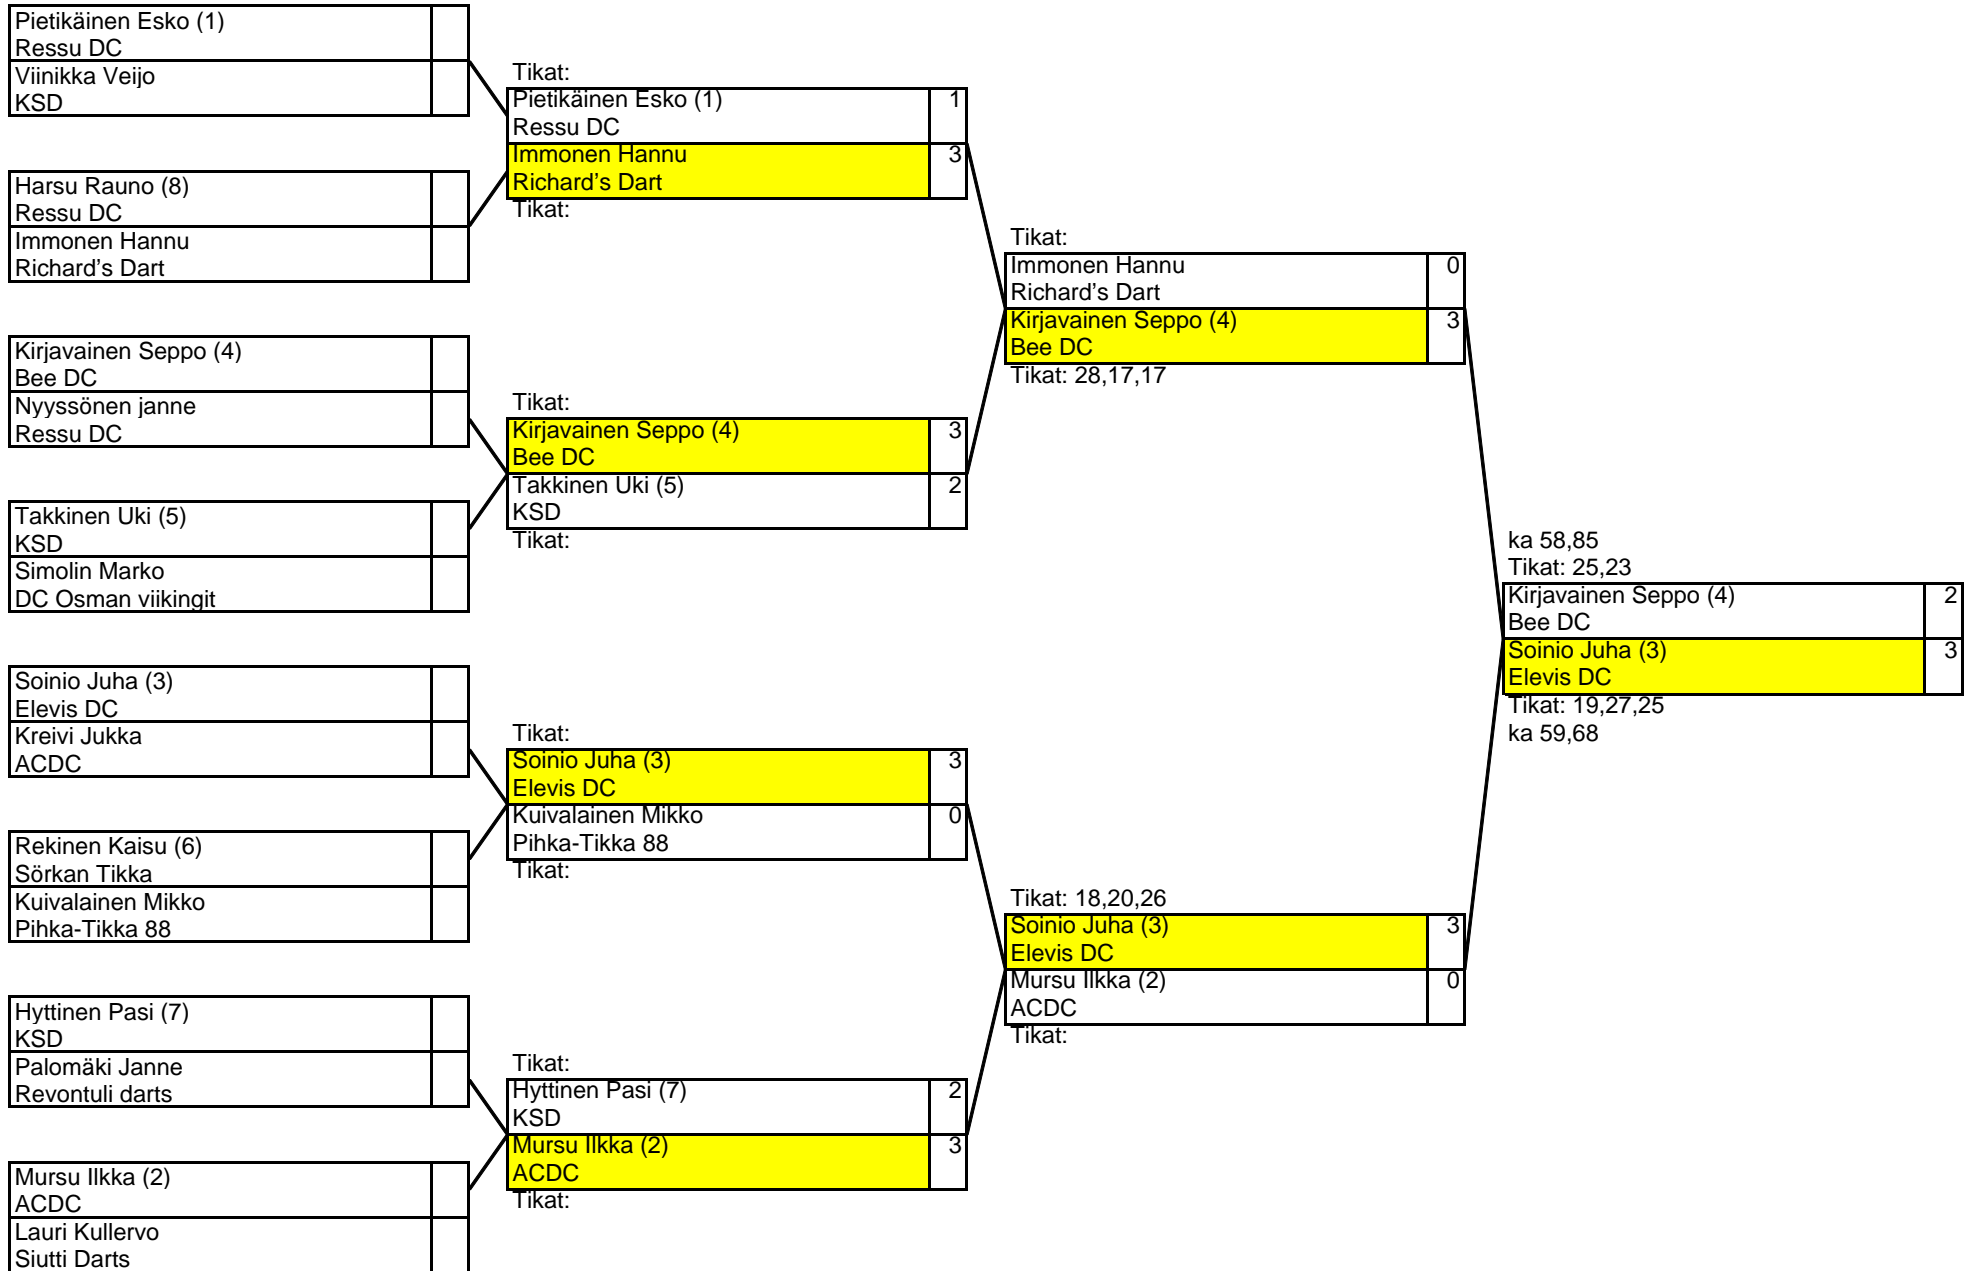 Pietikäinen Esko (1)
Ressu DC
Viinikka Veijo
KSD
Harsu Rauno (8)
Ressu DC
Immonen Hannu
Richard’s Dart
Kirjavainen Seppo (4)
Bee DC
Nyyssönen janne
Ressu DC
Takkinen Uki (5)
KSD
Simolin Marko
DC Osman viikingit
Soinio Juha (3)
Elevis DC
Kreivi Jukka
ACDC
Rekinen Kaisu (6)
Sörkan Tikka
Kuivalainen Mikko
Pihka-Tikka 88
Hyttinen Pasi (7)
KSD
Palomäki Janne
Revontuli darts
Mursu Ilkka (2)
ACDC
Lauri Kullervo
Siutti Darts
Tikat:
Pietikäinen Esko (1) 1
Ressu DC
Immonen Hannu 3
Richard’s Dart
Tikat:
Tikat:
Kirjavainen Seppo (4) 3
Bee DC
Takkinen Uki (5) 2
KSD
Tikat:
Tikat:
Soinio Juha (3) 3
Elevis DC
Kuivalainen Mikko 0
Pihka-Tikka 88
Tikat:
Tikat:
Hyttinen Pasi (7) 2
KSD
Mursu Ilkka (2) 3
ACDC
Tikat:
Tikat:
Immonen Hannu 0
Richard’s Dart
Kirjavainen Seppo (4) 3
Bee DC
Tikat: 28,17,17
Tikat: 18,20,26
Soinio Juha (3) 3
Elevis DC
Mursu Ilkka (2) 0
ACDC
Tikat:
ka 58,85
Tikat: 25,23
Kirjavainen Seppo (4) 2
Bee DC
Soinio Juha (3) 3
Elevis DC
Tikat: 19,27,25
ka 59,68